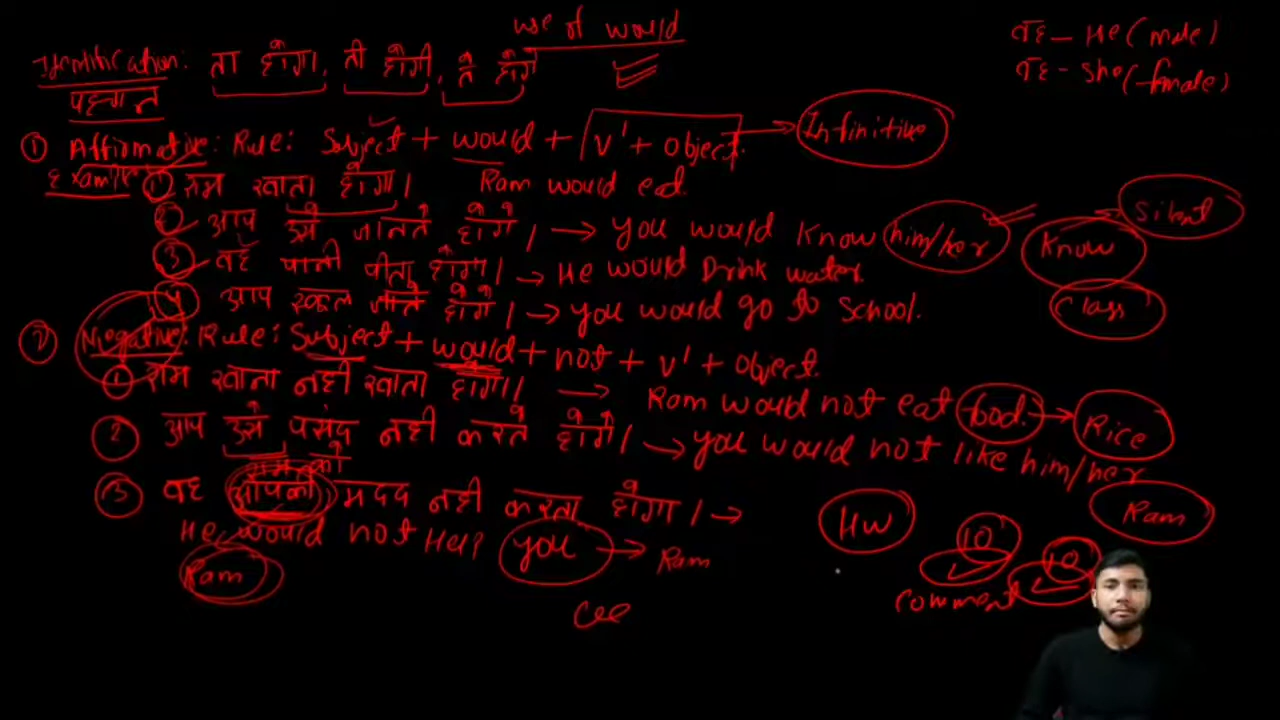 use of would
वह - He (male)
वह - She (female)
Identification: ता होगा, ती होगी, ते होंगे
पहचान
① Affirmative: Rule: Subject + would + V¹ + object. → Infinitive
Example ① राम खाता होगा। Ram would eat.
② आप उसे जानते होंगे। → you would know him/her know → Silent
③ वह पानी पीता होगा। → He would Drink water.
④ आप स्कूल जाते होंगे। → you would go to School. class
② Negative: Rule: Subject + would + not + V¹ + object.
① राम खाना नही खाता होगा। → Ram would not eat food. → Rice
② आप उसे पसंद नही करते होंगे। → you would not like him/her
राम को
Ram
③ वह आपकी मदद नही करता होगा। →
He would not Help you → Ram
Ram
HW
10 10
comment